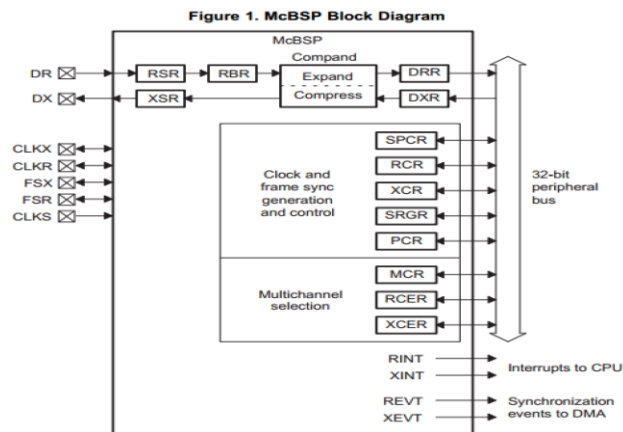 Figure 1. McBSP Block Diagram
McBSP
Compand
DR
RSR
RBR
Expand
DRR
DX
XSR
Compress
DXR
CLKX
CLKR
FSX
FSR
CLKS
Clock and
frame sync
generation
and control
SPCR
RCR
XCR
SRGR
PCR
32-bit
peripheral
bus
Multichannel
selection
MCR
RCER
XCER
RINT
XINT
Interrupts to CPU
REVT
XEVT
Synchronization
events to DMA